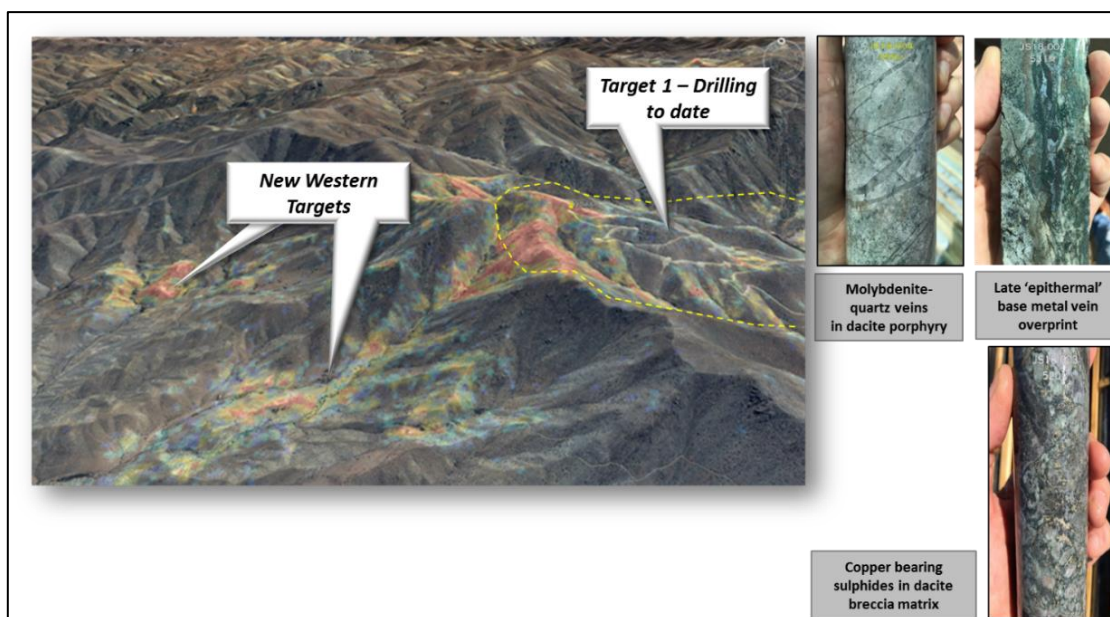 Target 1 – Drilling
to date
New Western
Targets
Molybdenite-
quartz veins
in dacite porphyry
Late ‘epithermal’
base metal vein
overprint
Copper bearing
sulphides in dacite
breccia matrix